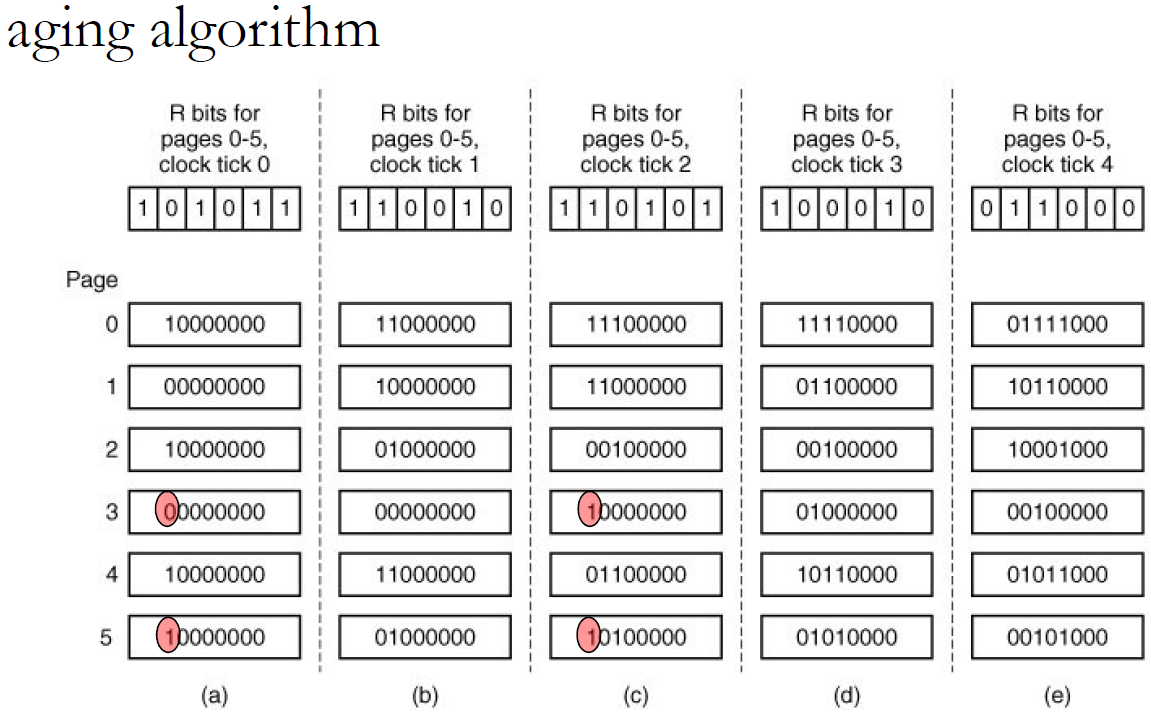 aging algorithm
R bits for pages 0-5, clock tick 0
R bits for pages 0-5, clock tick 1
R bits for pages 0-5, clock tick 2
R bits for pages 0-5, clock tick 3
R bits for pages 0-5, clock tick 4
1 0 1 0 1 1
1 1 0 0 1 0
1 1 0 1 0 1
1 0 0 0 1 0
0 1 1 0 0 0
Page
0 10000000 11000000 11100000 11110000 01111000
1 00000000 10000000 11000000 01100000 10110000
2 10000000 01000000 00100000 00100000 10001000
3 00000000 00000000 10000000 01000000 00100000
4 10000000 11000000 01100000 10110000 01011000
5 10000000 01000000 10100000 01010000 00101000
(a) (b) (c) (d) (e)